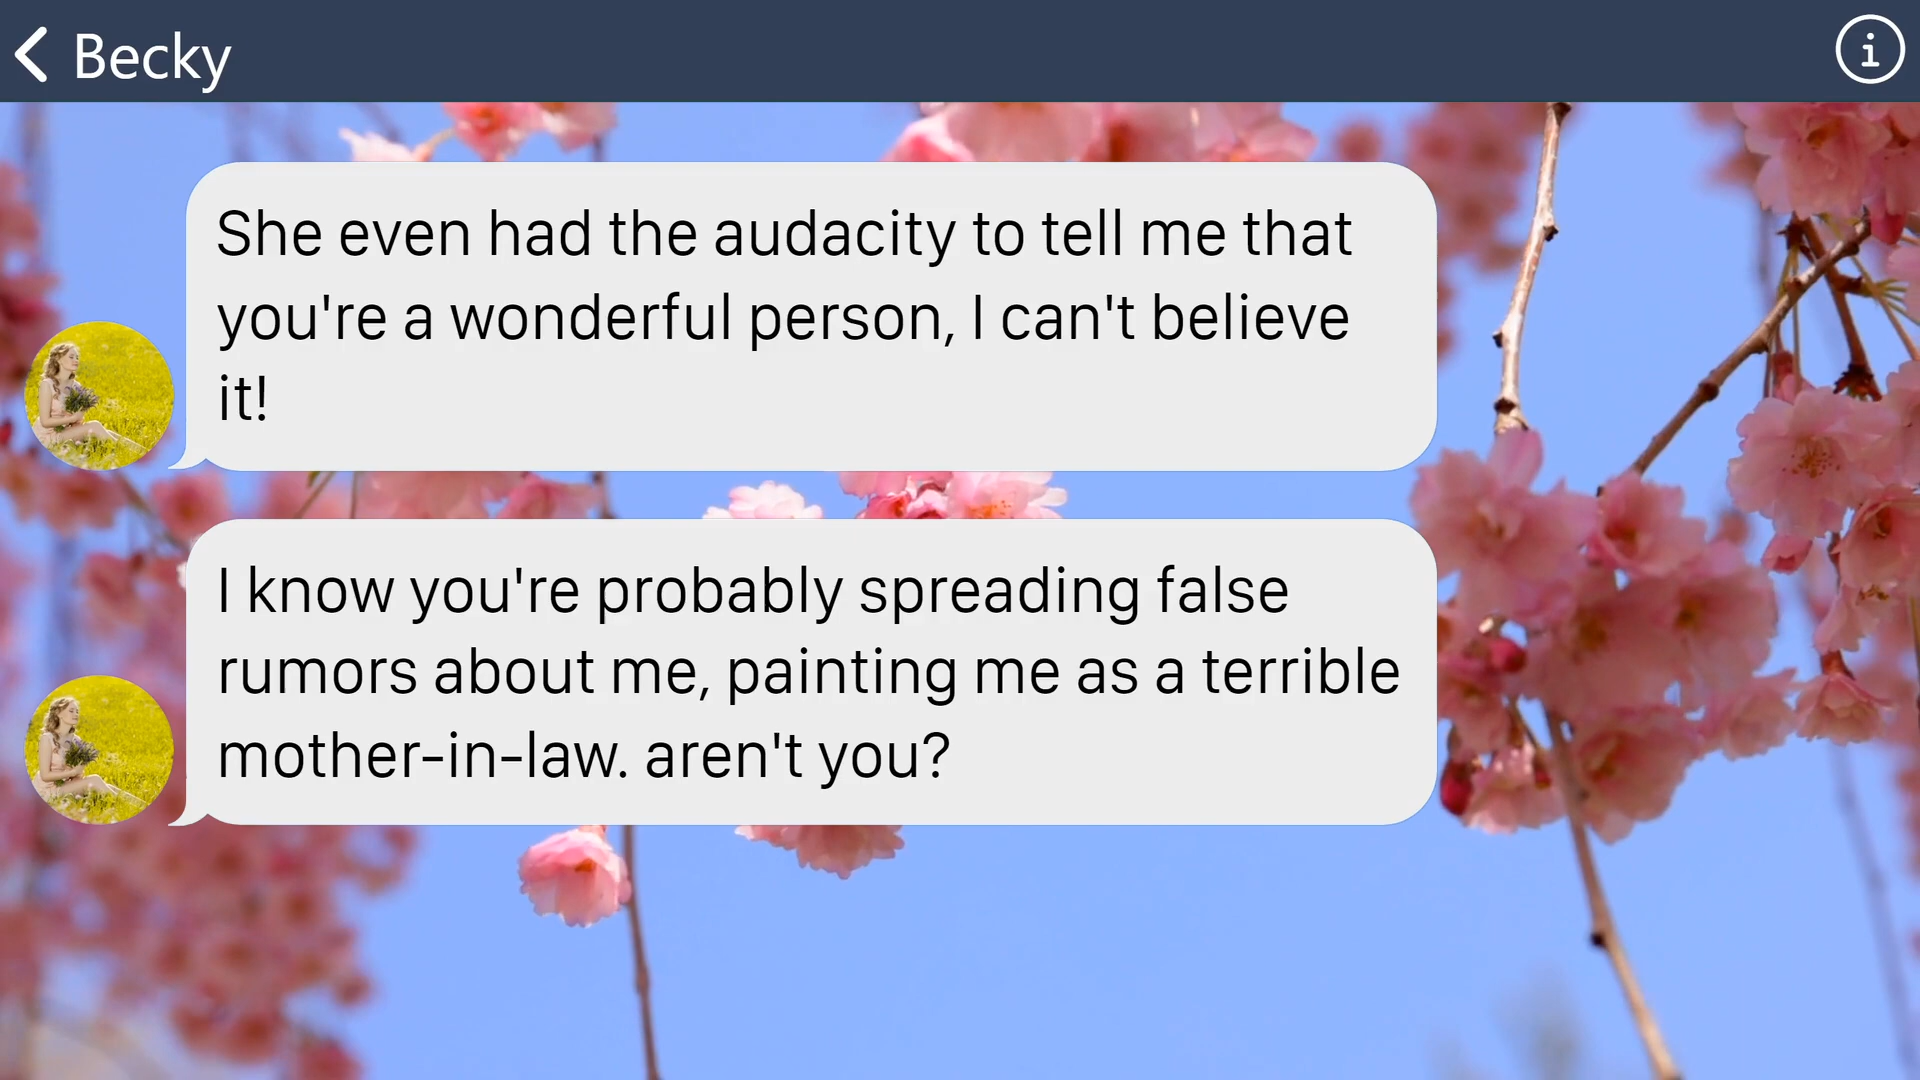 Becky
She even had the audacity to tell me that
you're a wonderful person, I can't believe
it!
I know you're probably spreading false
rumors about me, painting me as a terrible
mother-in-law. aren't you?